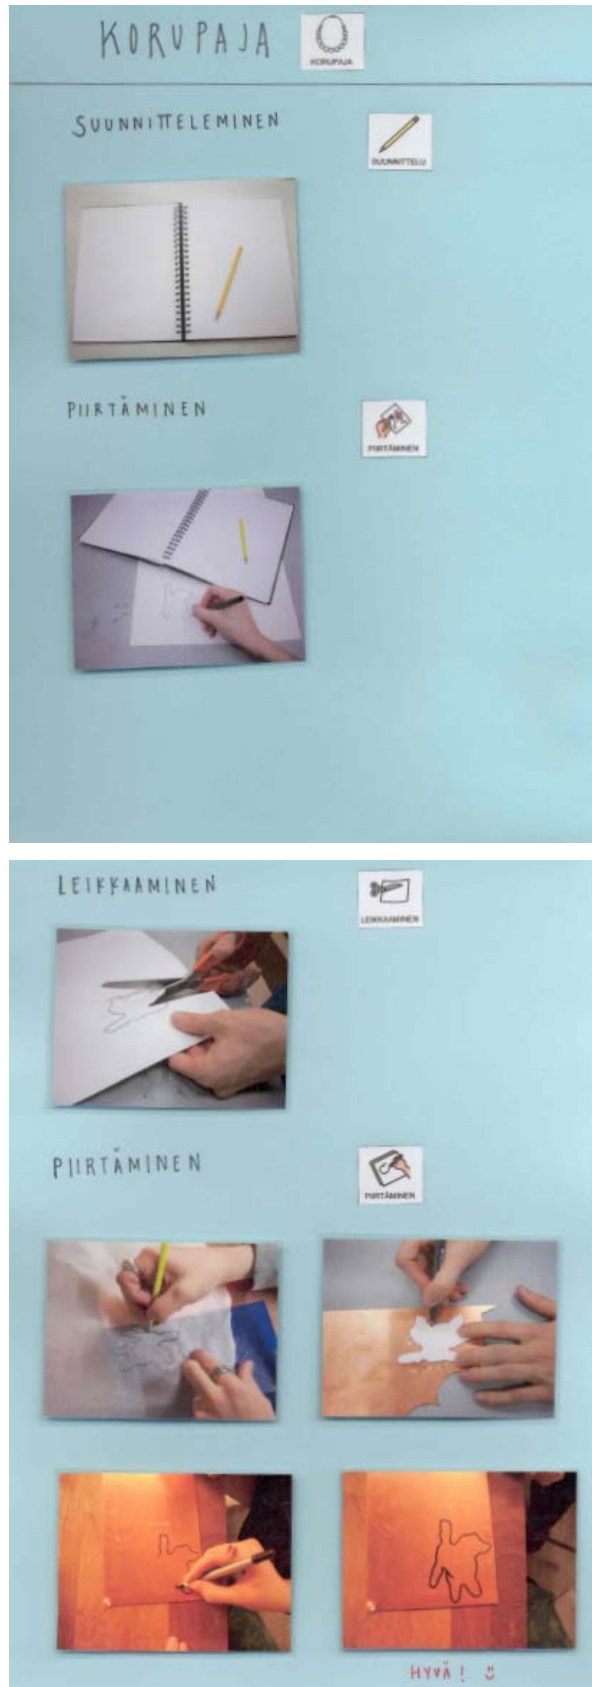 KORUPAJA
KORUPAJA
SUUNNITTELEMINEN
SUUNNITTELU
PIIRTÄMINEN
PIIRTÄMINEN
LEIKKAAMINEN
LEIKKAAMINEN
PIIRTÄMINEN
PIIRTÄMINEN
HYVÄ! :)